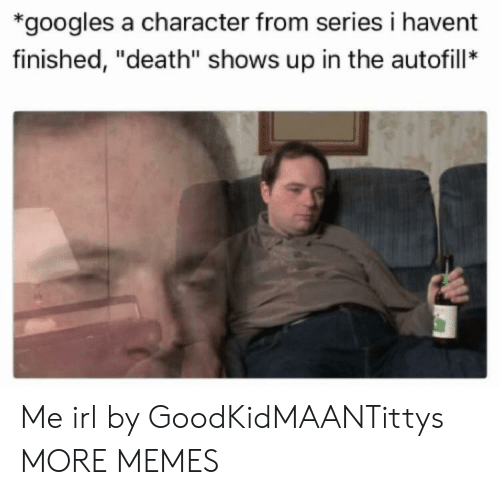 *googles a character from series i havent
finished, "death" shows up in the autofill*
Me irl by GoodKidMAANTittys
MORE MEMES